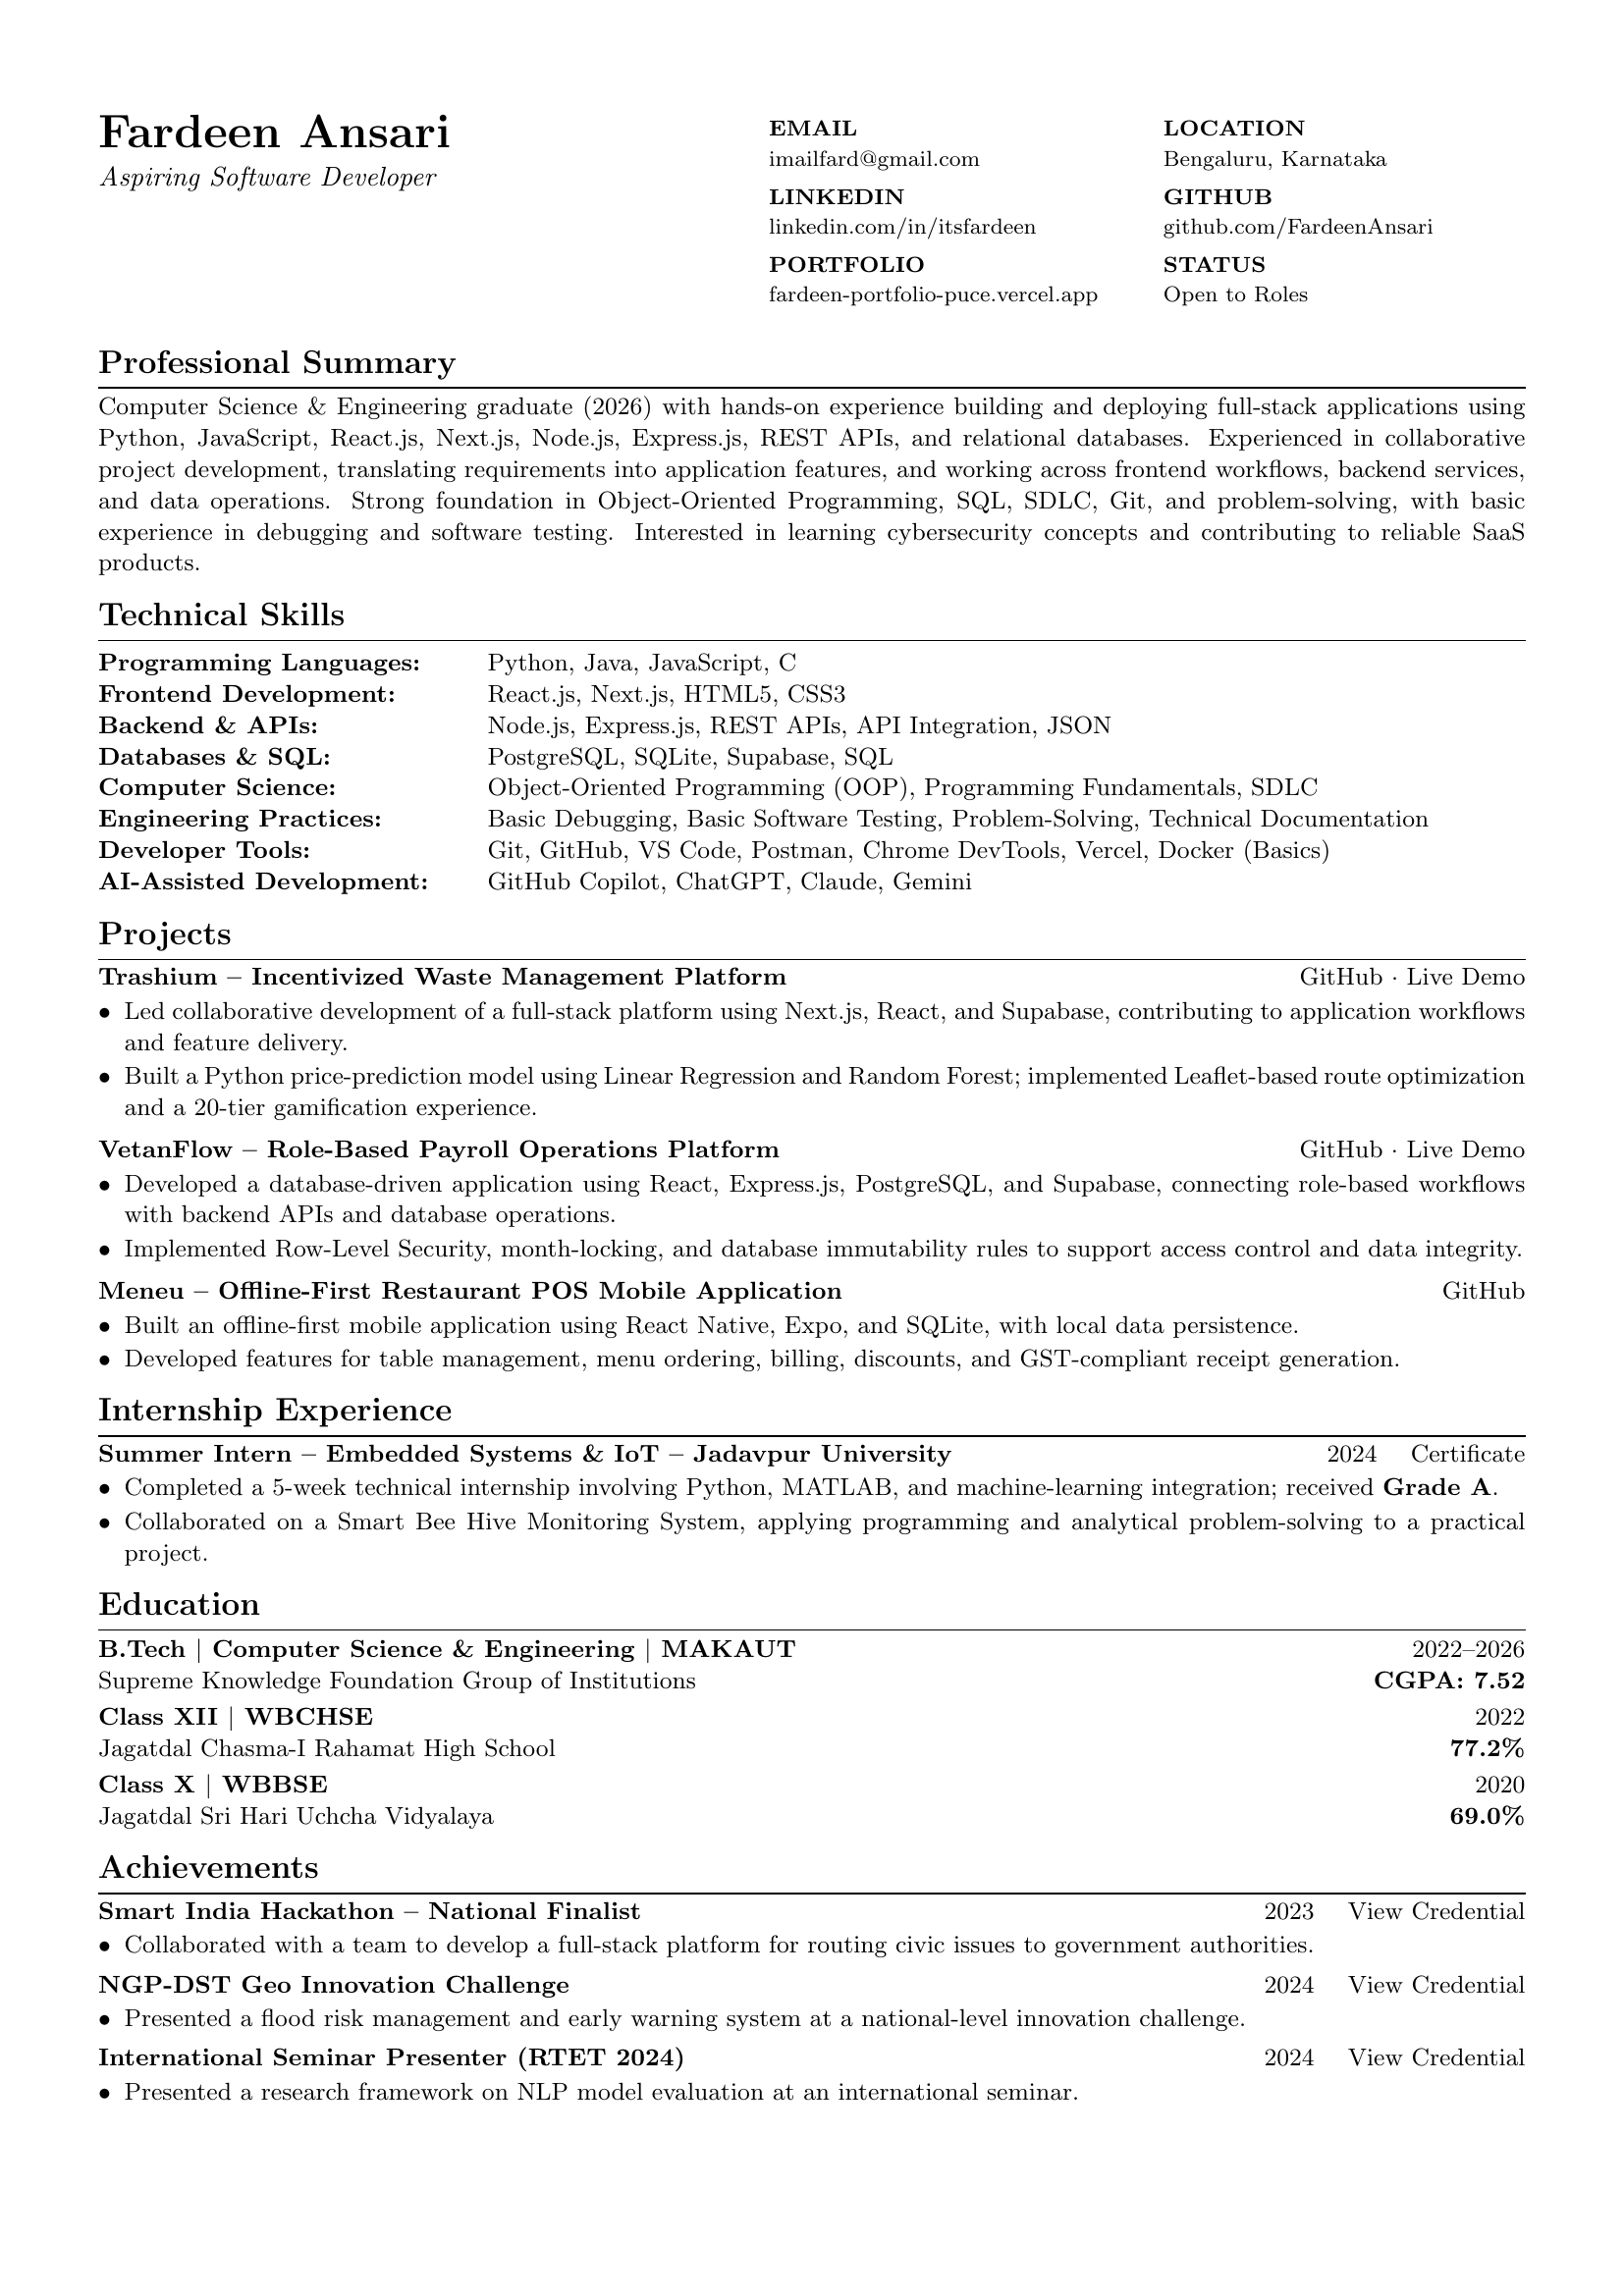 Fardeen Ansari
Aspiring Software Developer
EMAIL
imailfard@gmail.com
LOCATION
Bengaluru, Karnataka
LINKEDIN
linkedin.com/in/itsfardeen
GITHUB
github.com/FardeenAnsari
PORTFOLIO
fardeen-portfolio-puce.vercel.app
STATUS
Open to Roles
Professional Summary
Computer Science & Engineering graduate (2026) with hands-on experience building and deploying full-stack applications using
Python, JavaScript, React.js, Next.js, Node.js, Express.js, REST APIs, and relational databases. Experienced in collaborative
project development, translating requirements into application features, and working across frontend workflows, backend services,
and data operations. Strong foundation in Object-Oriented Programming, SQL, SDLC, Git, and problem-solving, with basic
experience in debugging and software testing. Interested in learning cybersecurity concepts and contributing to reliable SaaS
products.
Technical Skills
Programming Languages: Python, Java, JavaScript, C
Frontend Development: React.js, Next.js, HTML5, CSS3
Backend & APIs: Node.js, Express.js, REST APIs, API Integration, JSON
Databases & SQL: PostgreSQL, SQLite, Supabase, SQL
Computer Science: Object-Oriented Programming (OOP), Programming Fundamentals, SDLC
Engineering Practices: Basic Debugging, Basic Software Testing, Problem-Solving, Technical Documentation
Developer Tools: Git, GitHub, VS Code, Postman, Chrome DevTools, Vercel, Docker (Basics)
AI-Assisted Development: GitHub Copilot, ChatGPT, Claude, Gemini
Projects
Trashium – Incentivized Waste Management Platform GitHub · Live Demo
• Led collaborative development of a full-stack platform using Next.js, React, and Supabase, contributing to application workflows
and feature delivery.
• Built a Python price-prediction model using Linear Regression and Random Forest; implemented Leaflet-based route optimization
and a 20-tier gamification experience.
VetanFlow – Role-Based Payroll Operations Platform GitHub · Live Demo
• Developed a database-driven application using React, Express.js, PostgreSQL, and Supabase, connecting role-based workflows
with backend APIs and database operations.
• Implemented Row-Level Security, month-locking, and database immutability rules to support access control and data integrity.
Meneu – Offline-First Restaurant POS Mobile Application GitHub
• Built an offline-first mobile application using React Native, Expo, and SQLite, with local data persistence.
• Developed features for table management, menu ordering, billing, discounts, and GST-compliant receipt generation.
Internship Experience
Summer Intern – Embedded Systems & IoT – Jadavpur University 2024 Certificate
• Completed a 5-week technical internship involving Python, MATLAB, and machine-learning integration; received Grade A.
• Collaborated on a Smart Bee Hive Monitoring System, applying programming and analytical problem-solving to a practical
project.
Education
B.Tech | Computer Science & Engineering | MAKAUT 2022–2026
Supreme Knowledge Foundation Group of Institutions CGPA: 7.52
Class XII | WBCHSE 2022
Jagatdal Chasma-I Rahamat High School 77.2%
Class X | WBBSE 2020
Jagatdal Sri Hari Uchcha Vidyalaya 69.0%
Achievements
Smart India Hackathon – National Finalist 2023 View Credential
• Collaborated with a team to develop a full-stack platform for routing civic issues to government authorities.
NGP-DST Geo Innovation Challenge 2024 View Credential
• Presented a flood risk management and early warning system at a national-level innovation challenge.
International Seminar Presenter (RTET 2024) 2024 View Credential
• Presented a research framework on NLP model evaluation at an international seminar.